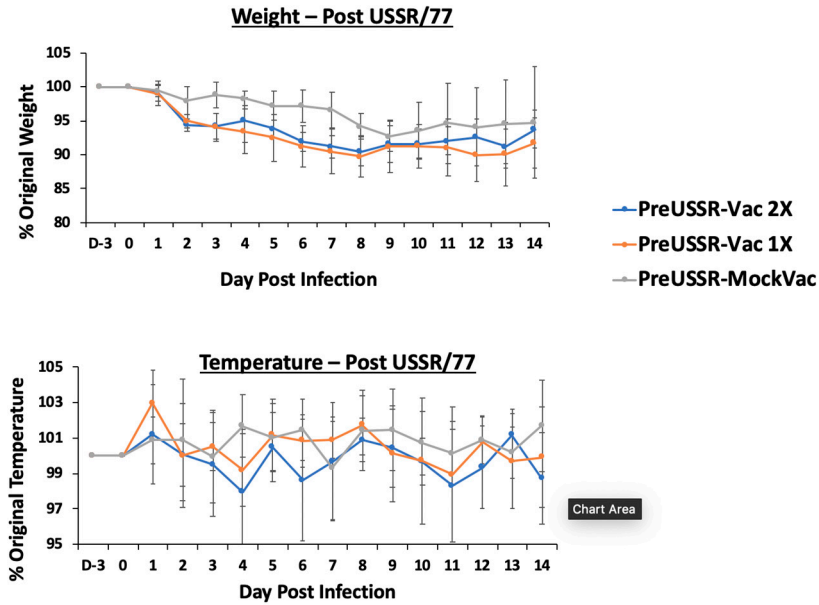 Weight – Post USSR/77
105
100
95
90
85
80
% Original Weight
D-3 0 1 2 3 4 5 6 7 8 9 10 11 12 13 14
Day Post Infection
PreUSSR-Vac 2X
PreUSSR-Vac 1X
PreUSSR-MockVac
Temperature – Post USSR/77
105
103
101
99
97
95
% Original Temperature
D-3 0 1 2 3 4 5 6 7 8 9 10 11 12 13 14
Day Post Infection
Chart Area